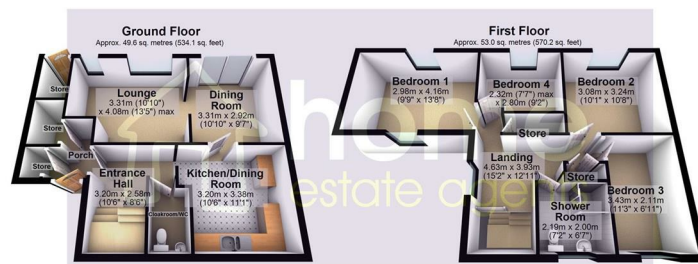 Ground Floor
Approx. 49.6 sq. metres (534.1 sq. feet)
Store
Lounge
3.31m (10'10")
x 4.08m (13'5") max
Dining
Room
3.31m x 2.92m
(10'10" x 9'7")
Store
Store
Porch
Entrance
Hall
3.20m x 2.58m
(10'6" x 8'6")
Cloakroom/WC
Kitchen/Dining
Room
3.20m x 3.38m
(10'6" x 11'1")
First Floor
Approx. 53.0 sq. metres (570.2 sq. feet)
Bedroom 1
2.98m x 4.16m
(9'9" x 13'8")
Bedroom 4
2.32m (7'7") max
x 2.80m (9'2")
Bedroom 2
3.08m x 3.24m
(10'1" x 10'8")
Store
Landing
4.63m x 3.93m
(15'2" x 12'11")
Store
Shower
Room
2.19m x 2.00m
(7'2" x 6'7")
Bedroom 3
3.43m x 2.11m
(11'3" x 6'11")
home
estate agents